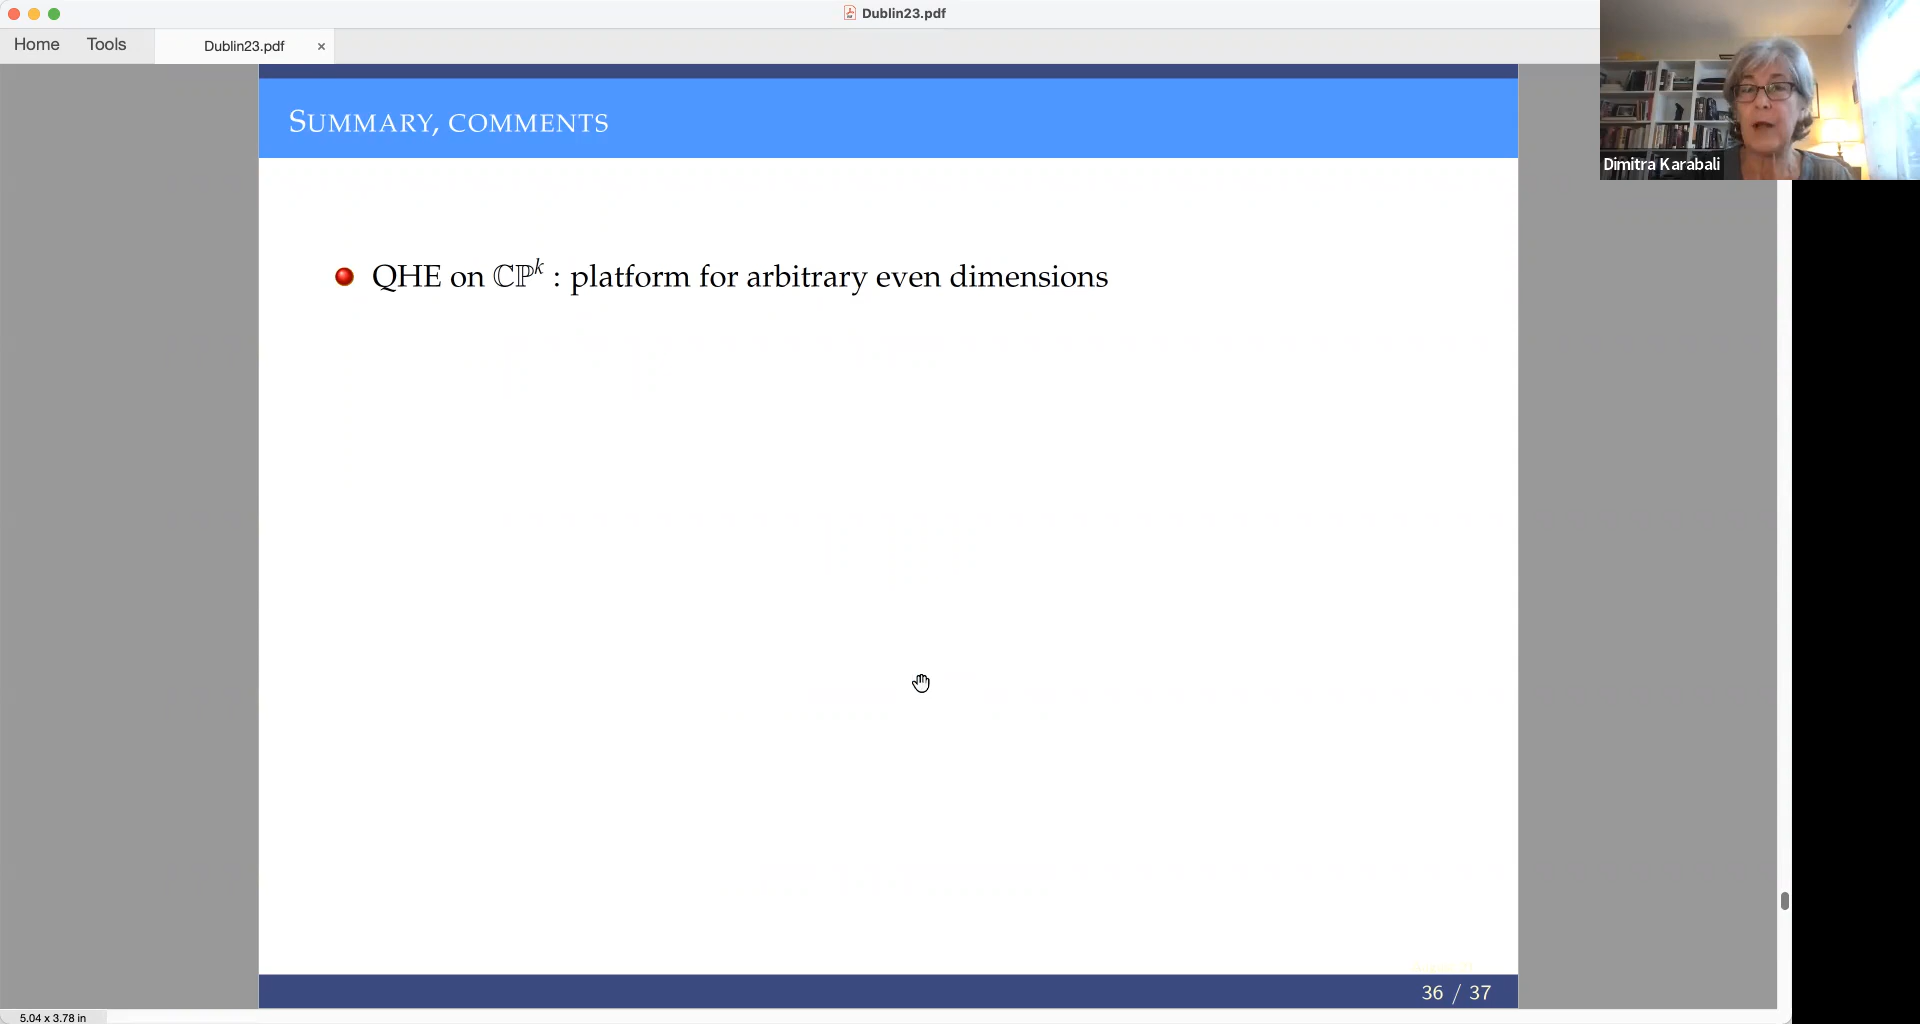 Dublin23.pdf
Home Tools Dublin23.pdf ×
SUMMARY, COMMENTS
Dimitra Karabali
QHE on ℂℙᵏ : platform for arbitrary even dimensions
36 / 37
5.04 x 3.78 in